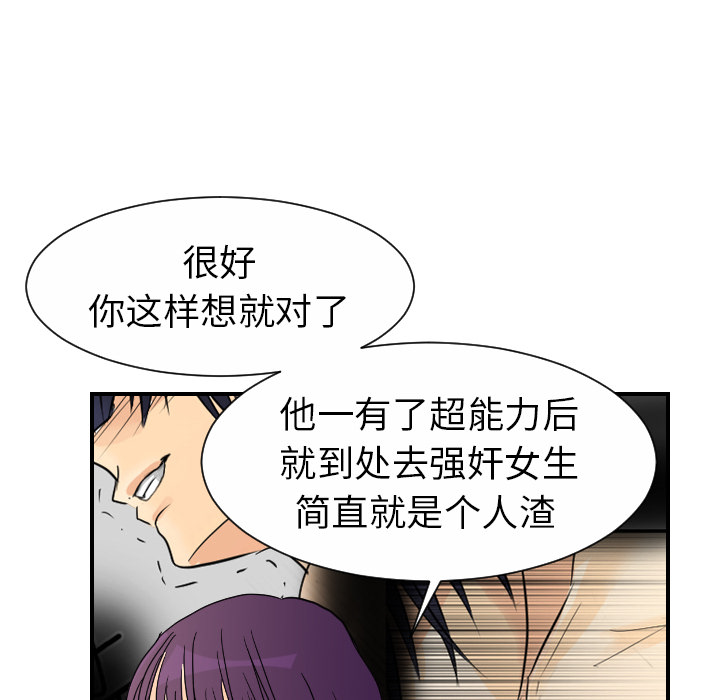 很好
你这样想就对了
他一有了超能力后
就到处去强奸女生
简直就是个人渣